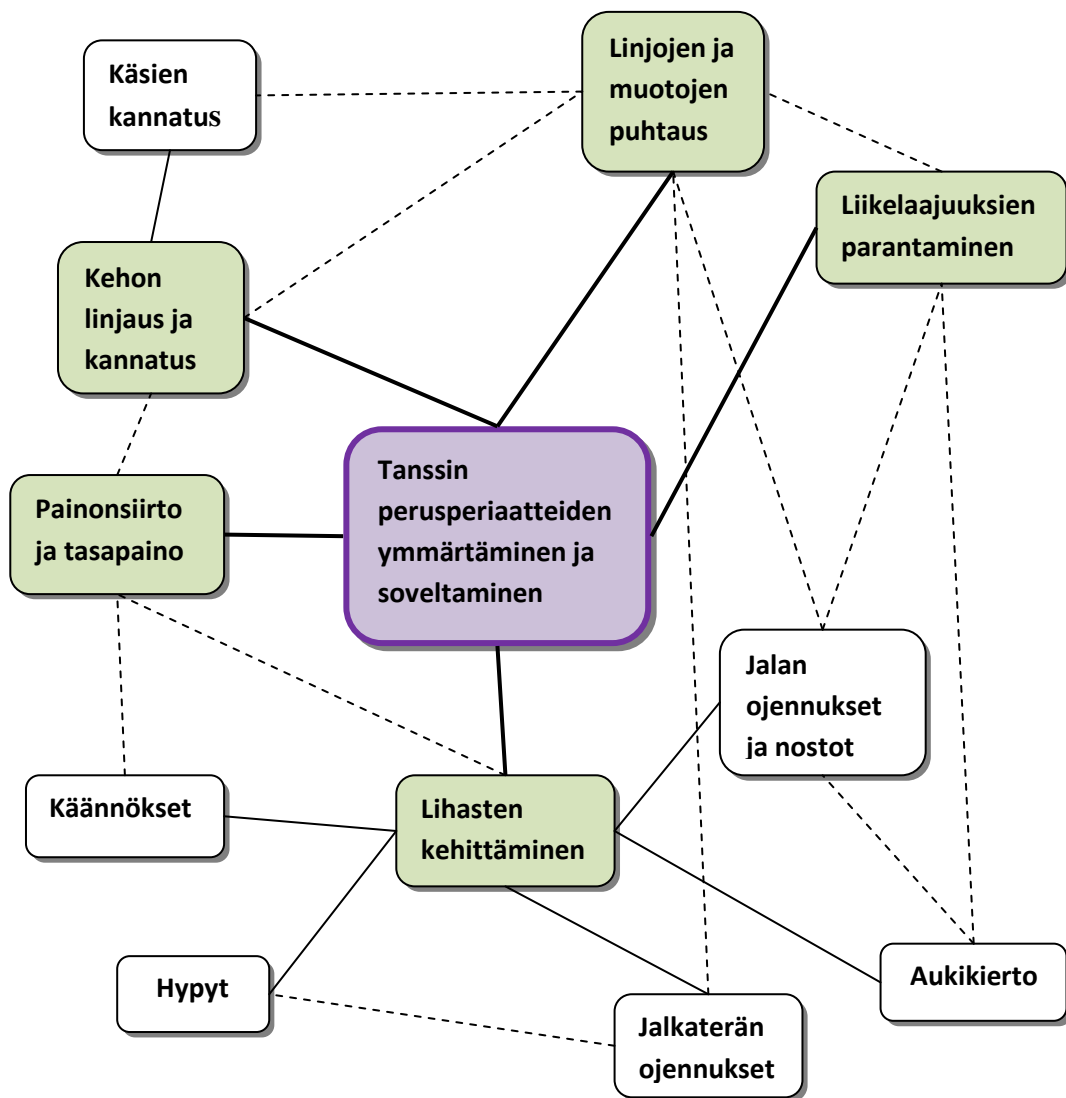 Käsien
kannatus
Linjojen ja
muotojen
puhtaus
Liikelaajuuksien
parantaminen
Kehon
linjaus ja
kannatus
Tanssin
perusperiaatteiden
ymmärtäminen ja
soveltaminen
Painonsiirto
ja tasapaino
Jalan
ojennukset
ja nostot
Käännökset
Lihasten
kehittäminen
Hypyt
Jalkaterän
ojennukset
Aukikierto